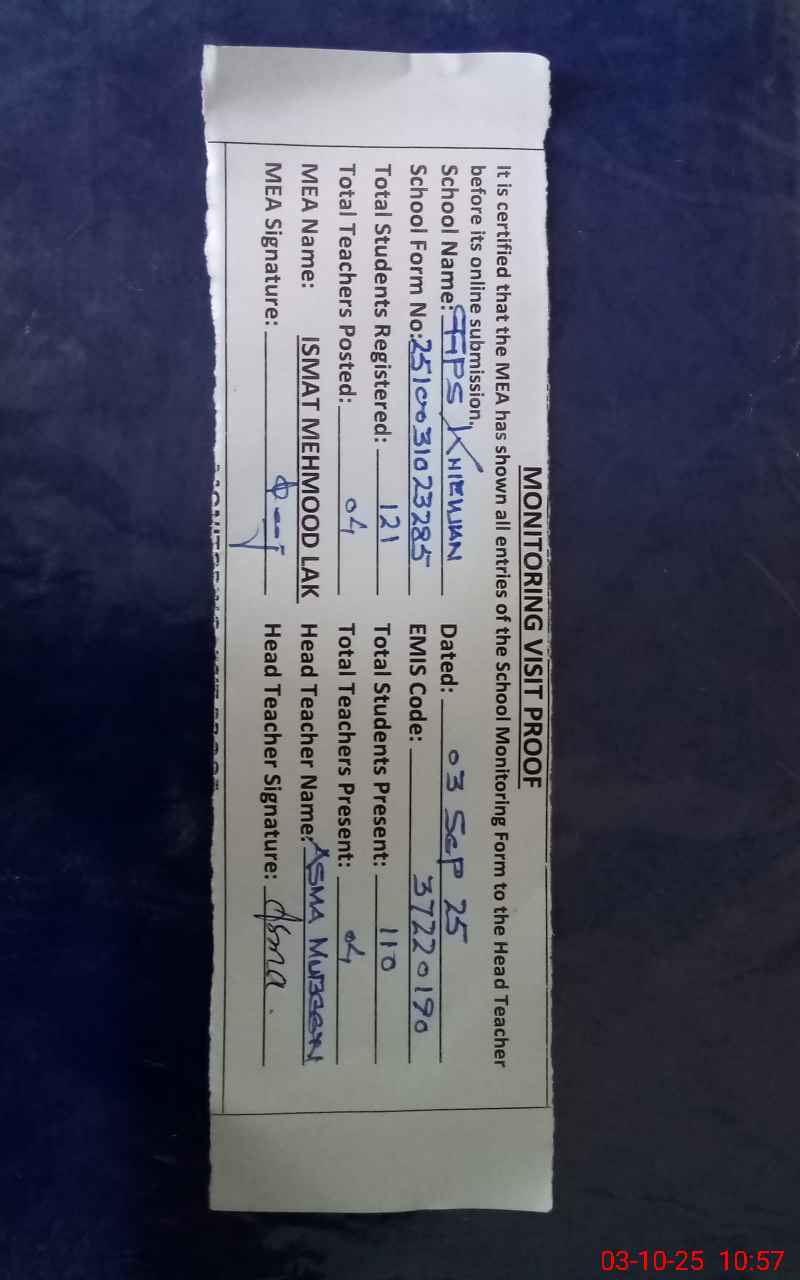 MONITORING VISIT PROOF
It is certified that the MEA has shown all entries of the School Monitoring Form to the Head Teacher
before its online submission.
School Name: GPS KHIEWAN Dated: 03 Sep 25
School Form No: EMIS Code: 37220190
Total Students Registered: 121 Total Students Present: 110
Total Teachers Posted: 04 Total Teachers Present: 04
MEA Name: ISMAT MEHMOOD LAK Head Teacher Name: ASMA MUBEEN
MEA Signature: Head Teacher Signature: Asma.
03-10-25 10:57